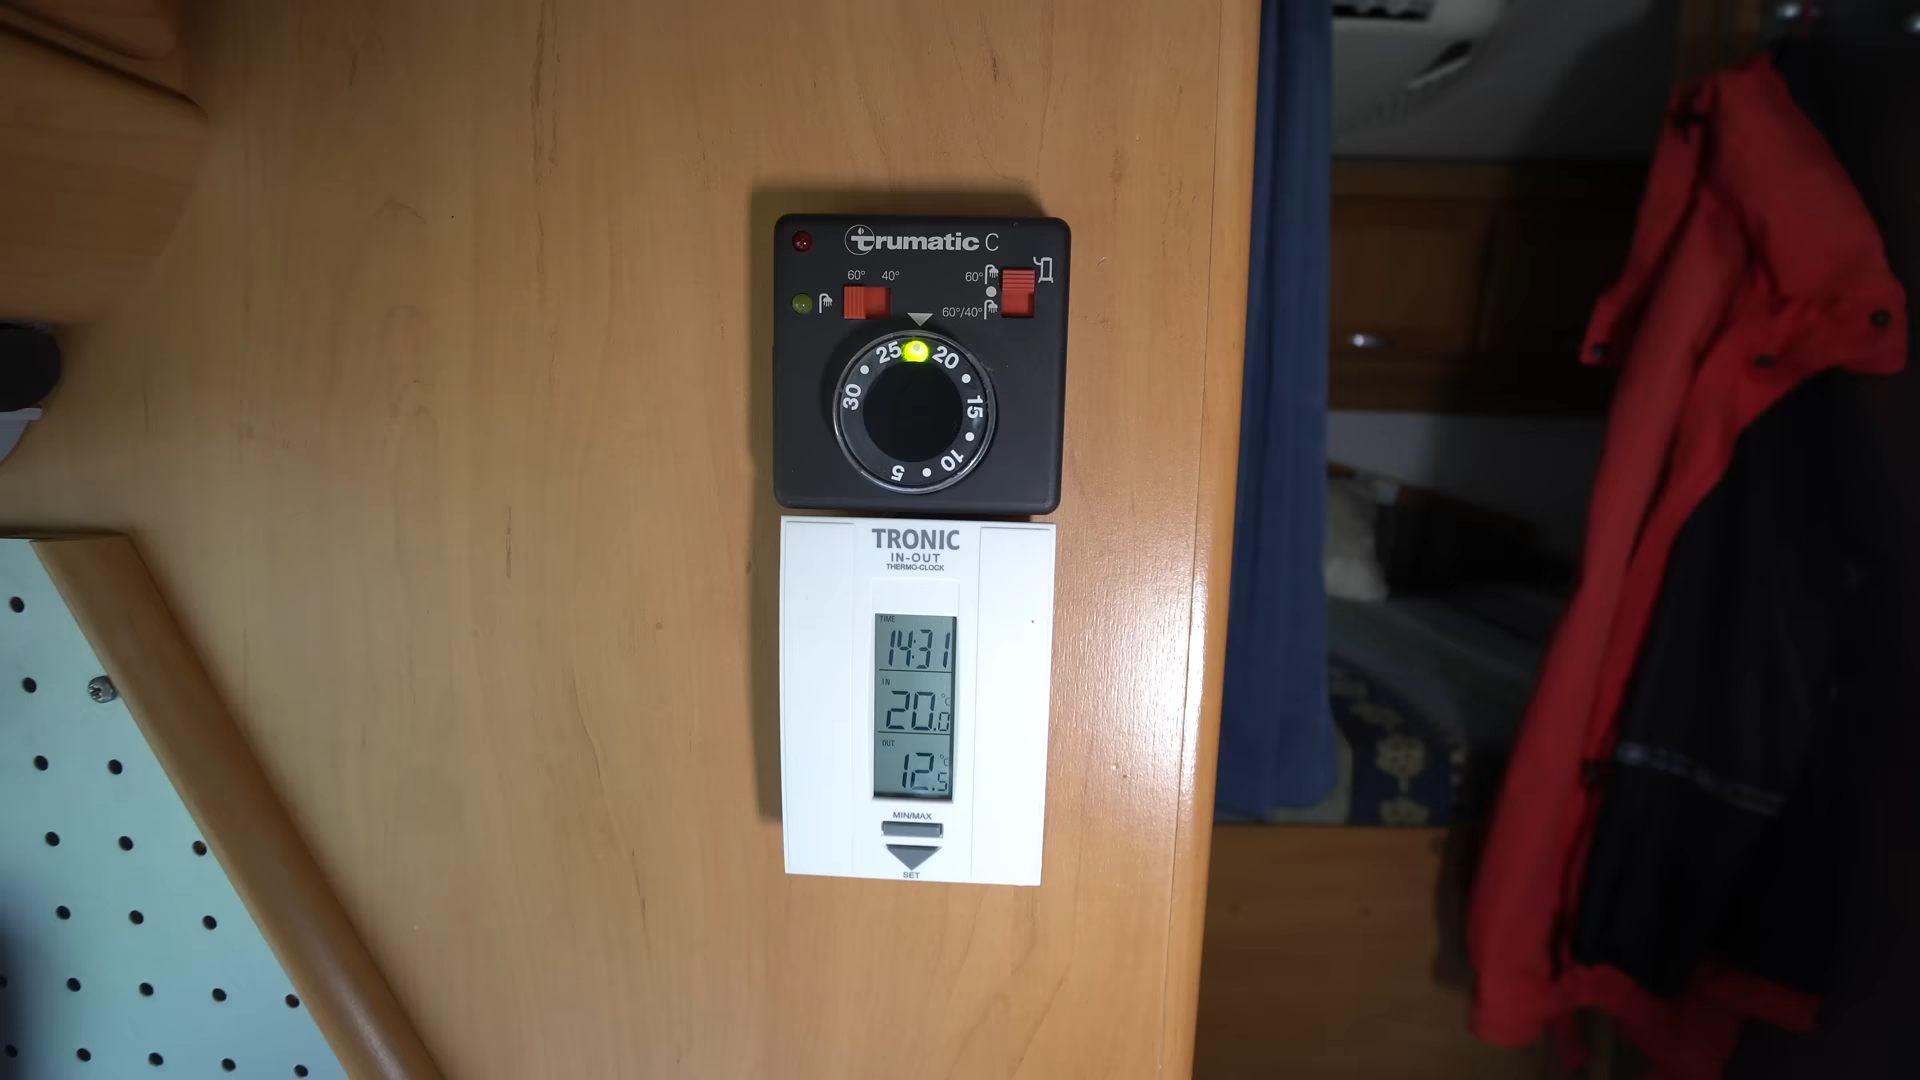 trumatic C
60° 40°
60°
60°/40°
25 20
30 15
5 10
TRONIC
IN-OUT
THERMO-CLOCK
TIME
14:31
IN
20.0 °C
OUT
12.5 °C
MIN/MAX
SET